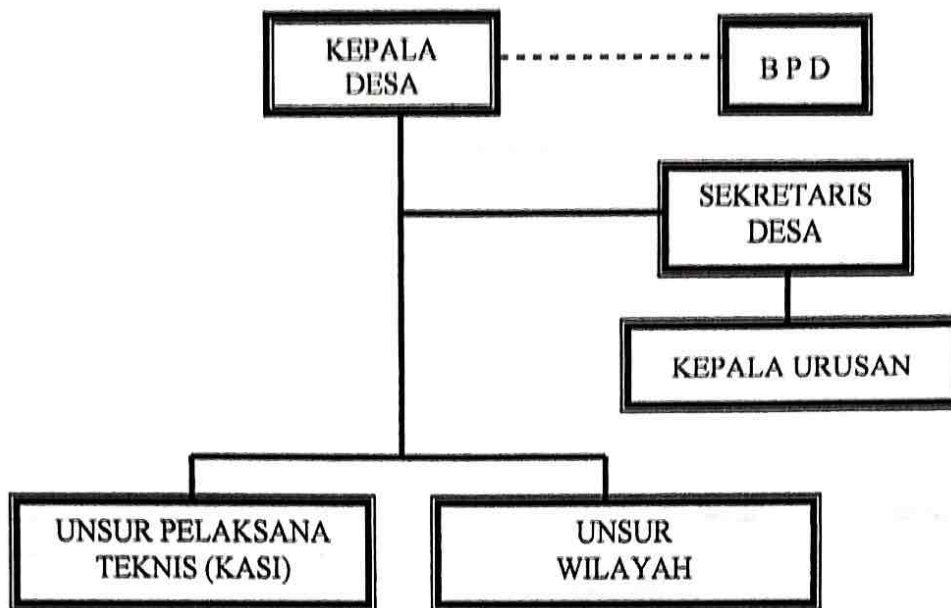 KEPALA
DESA
B P D
SEKRETARIS
DESA
KEPALA URUSAN
UNSUR PELAKSANA
TEKNIS (KASI)
UNSUR
WILAYAH